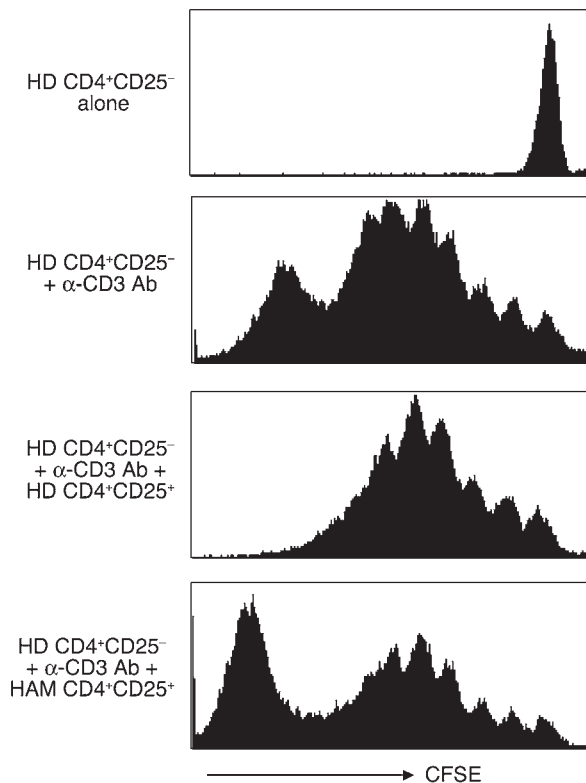 HD CD4⁺CD25⁻
alone
HD CD4⁺CD25⁻
+ α-CD3 Ab
HD CD4⁺CD25⁻
+ α-CD3 Ab +
HD CD4⁺CD25⁺
HD CD4⁺CD25⁻
+ α-CD3 Ab +
HAM CD4⁺CD25⁺
CFSE